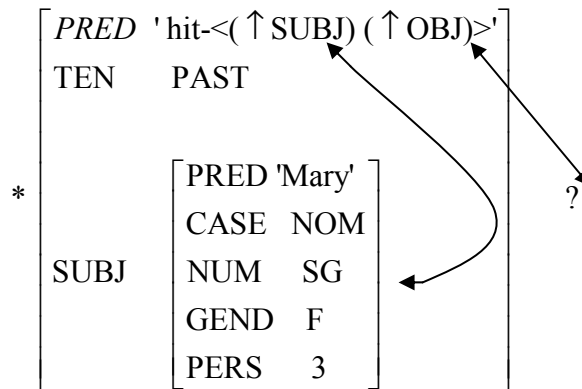 PRED 'hit-<(↑SUBJ) (↑OBJ)>'
TEN PAST
PRED 'Mary'
* ?
CASE NOM
SUBJ NUM SG
GEND F
PERS 3